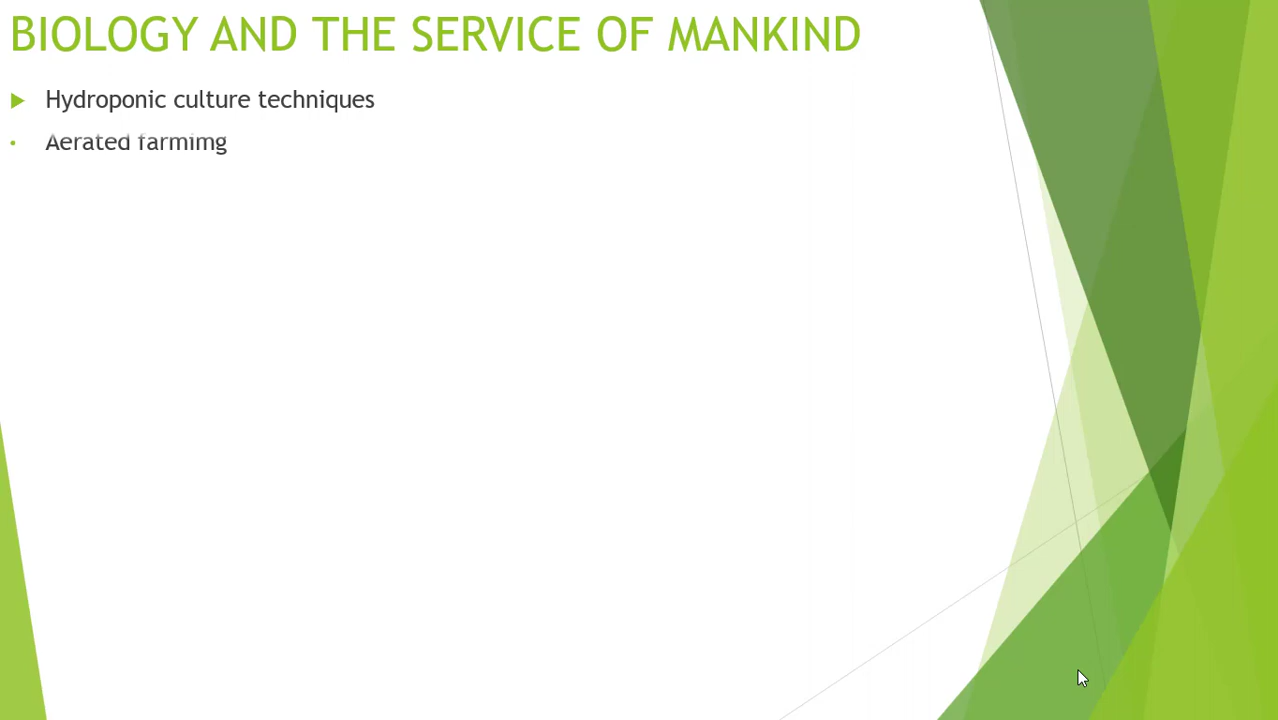 BIOLOGY AND THE SERVICE OF MANKIND
Hydroponic culture techniques
Aerated farmimg